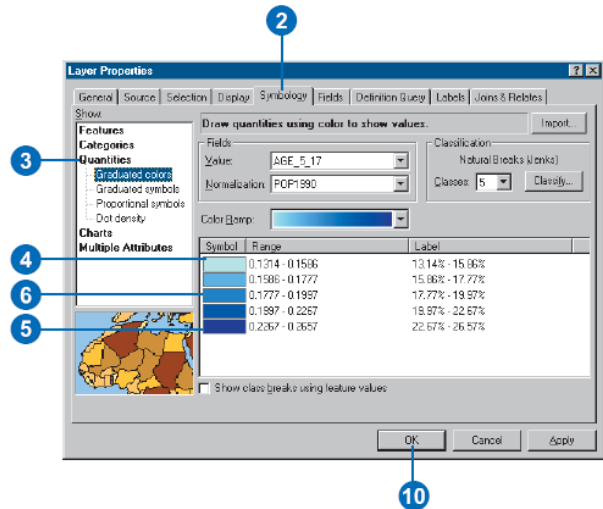 2
Layer Properties
General Source Selection Display Symbology Fields Definition Query Labels Joins & Relates
Show:
Features
Categories
3
Quantities
Graduated colors
Graduated symbols
Proportional symbols
Dot density
Charts
Multiple Attributes
Draw quantities using color to show values.
Import...
Fields
Value: AGE_5_17
Normalization: POP1990
Classification
Natural Breaks (Jenks)
Classes: 5 Classify...
Color Ramp:
Symbol Range Label
4
0.1314 - 0.1586 13.14% - 15.86%
0.1586 - 0.1777 15.86% - 17.77%
6
0.1777 - 0.1997 17.77% - 19.97%
0.1997 - 0.2267 19.97% - 22.67%
5
0.2267 - 0.2657 22.67% - 26.57%
Show class breaks using feature values
OK Cancel Apply
10